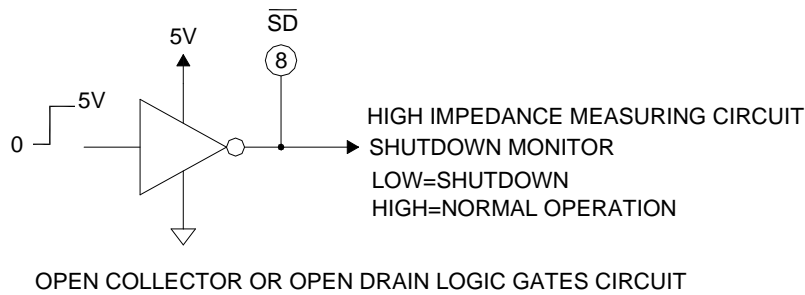 SD
5V
8
5V
0
HIGH IMPEDANCE MEASURING CIRCUIT
SHUTDOWN MONITOR
LOW=SHUTDOWN
HIGH=NORMAL OPERATION
OPEN COLLECTOR OR OPEN DRAIN LOGIC GATES CIRCUIT